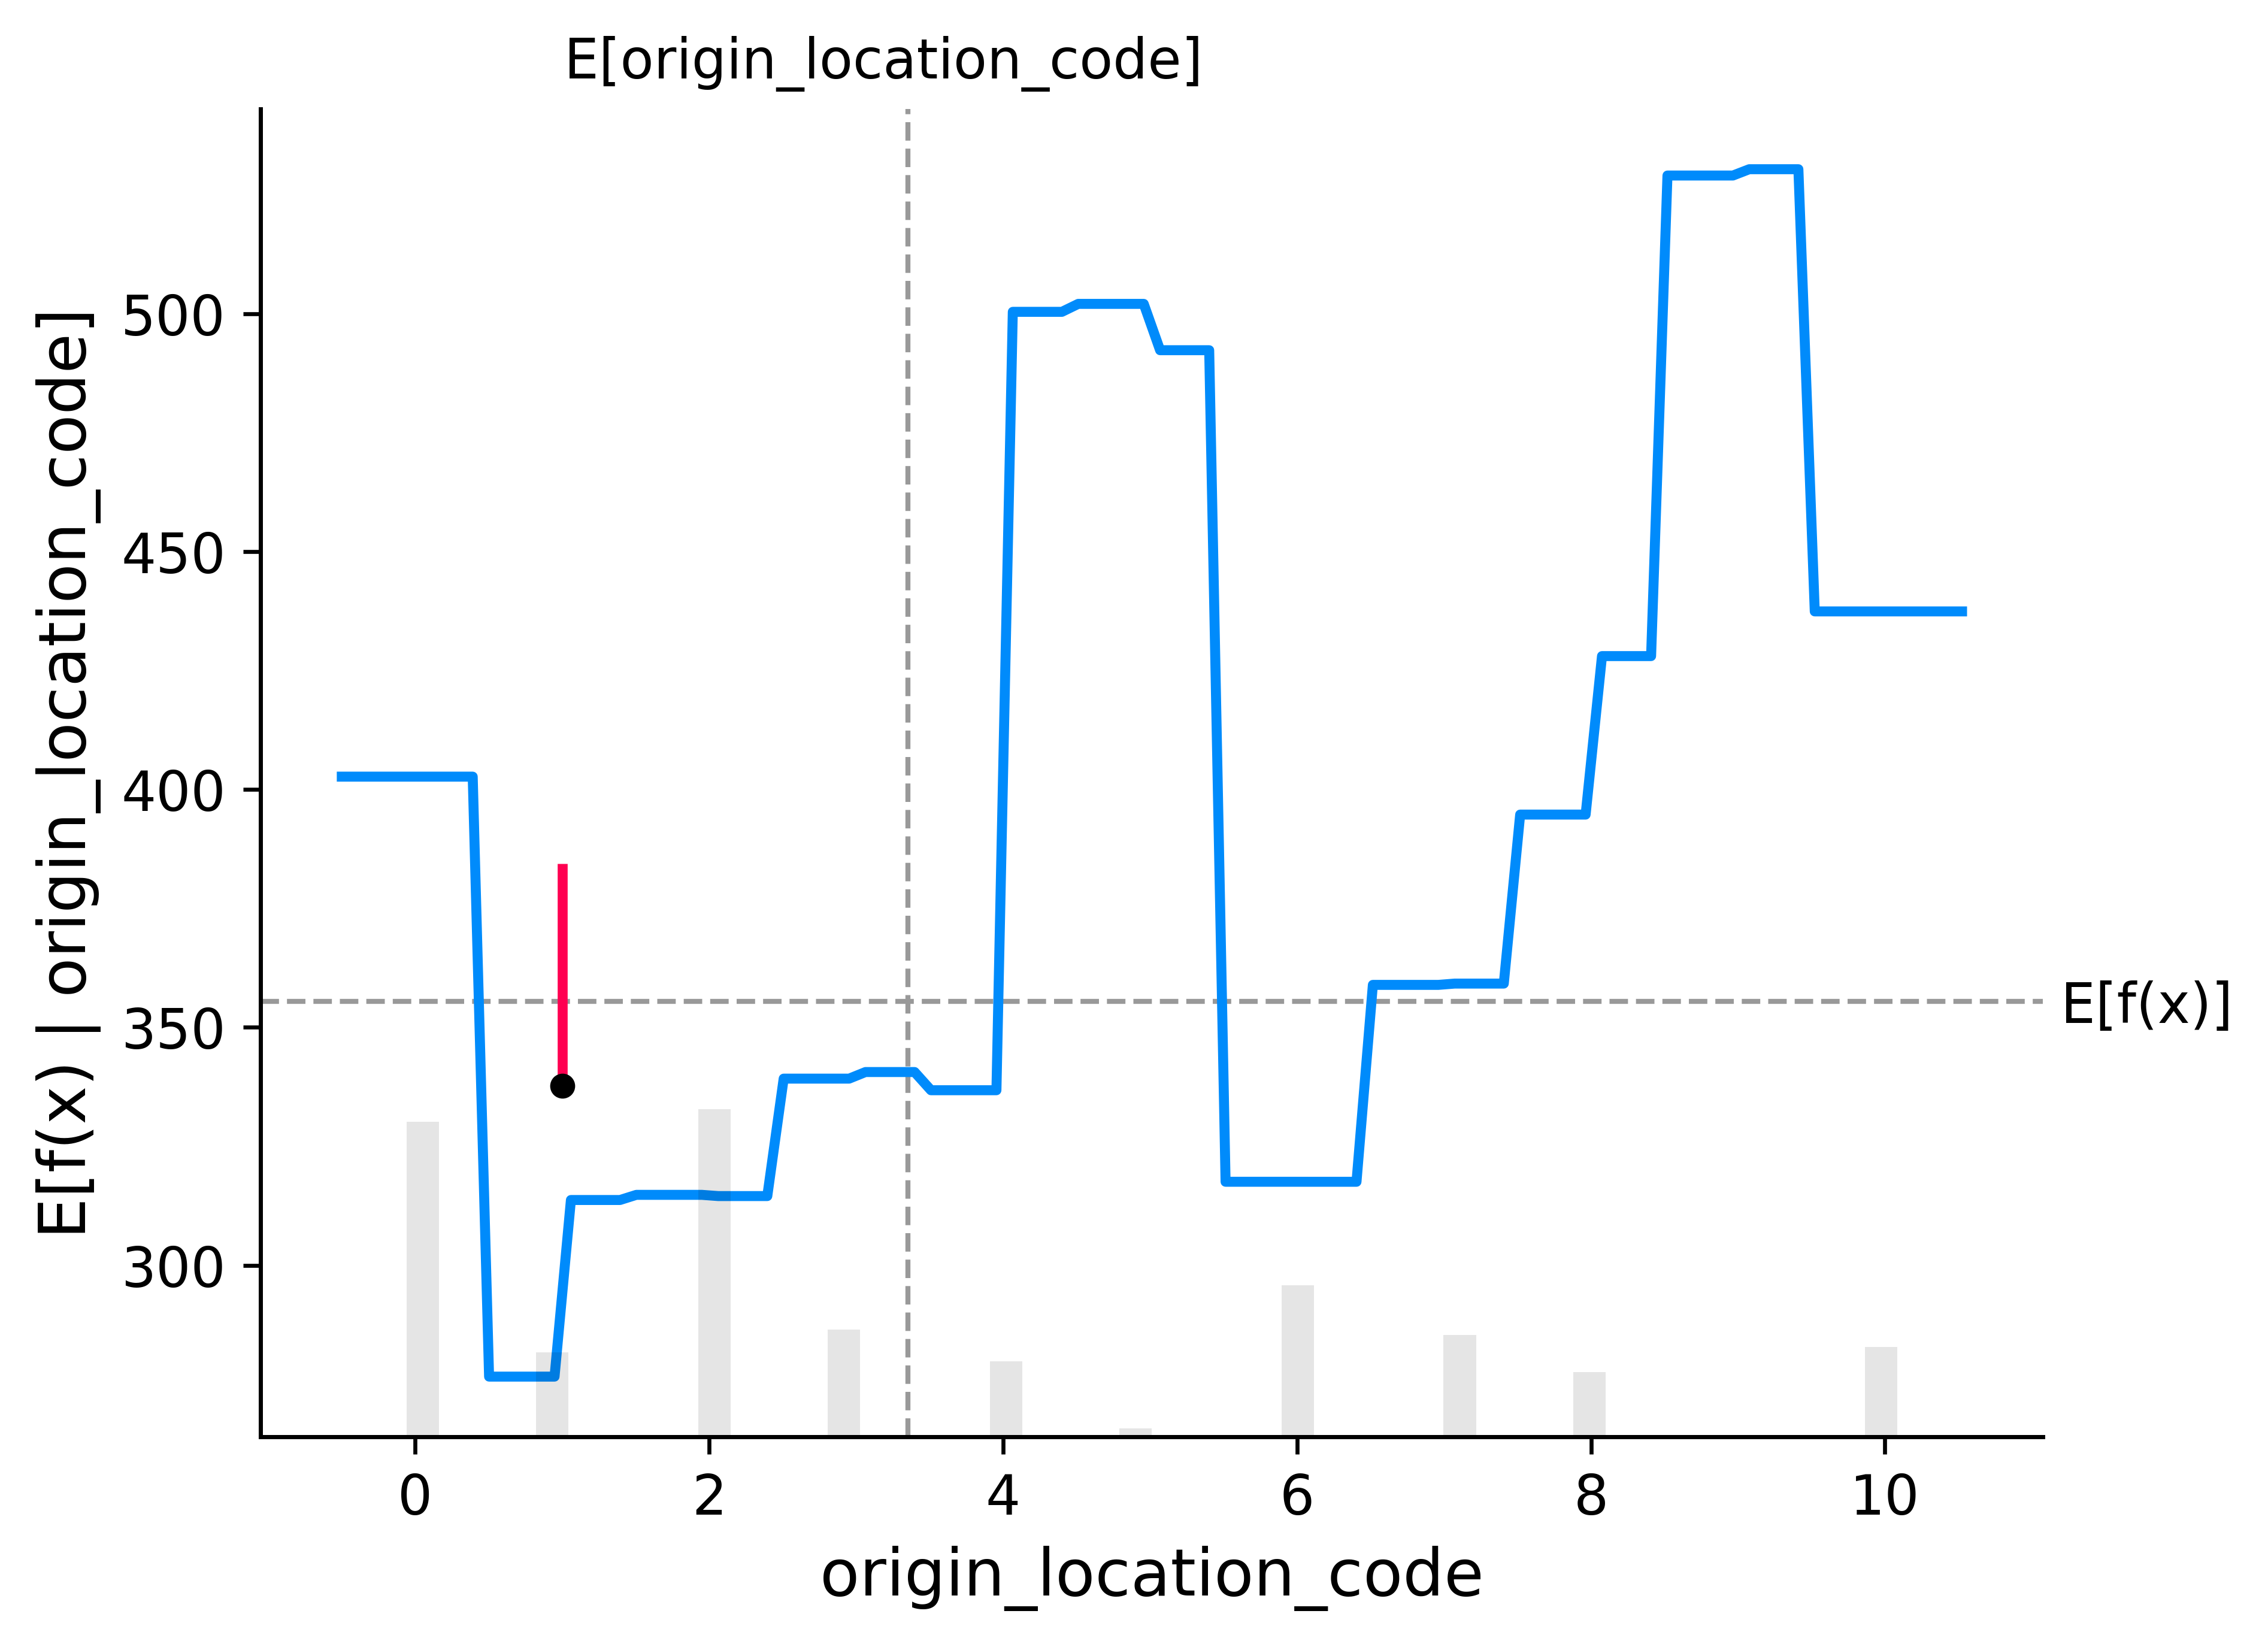 E[origin_location_code]
E[f(x) | origin_location_code]
500
450
400
350
300
E[f(x)]
0 2 4 6 8 10
origin_location_code